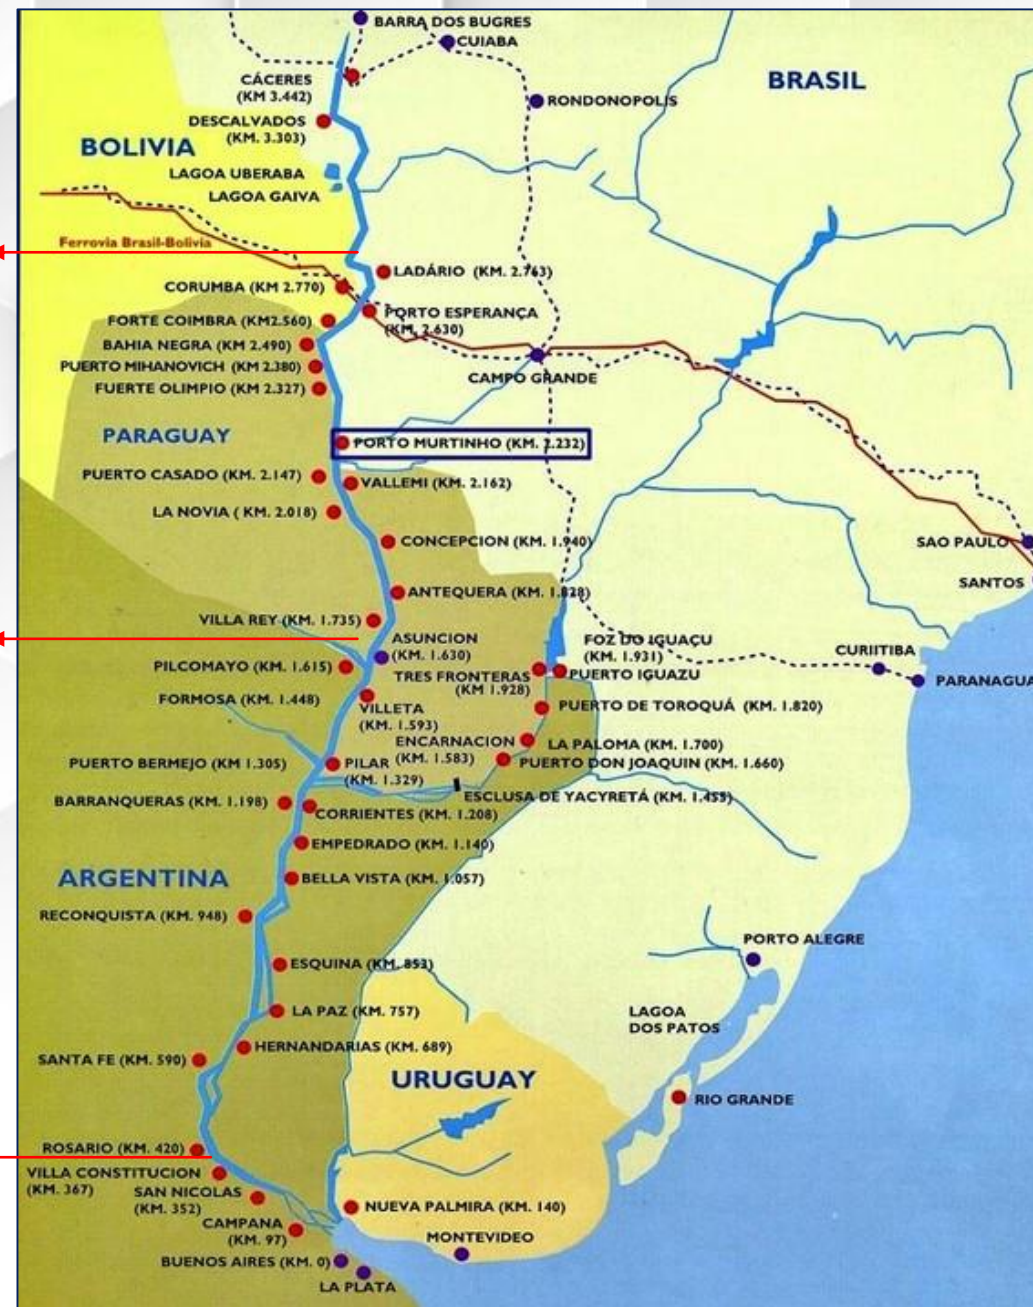 BARRA DOS BUGRES
CUIABA
CÁCERES
(KM 3.442)
BRASIL
RONDONOPOLIS
DESCALVADOS
(KM. 3.303)
BOLIVIA
LAGOA UBERABA
LAGOA GAIVA
Ferrovia Brasil-Bolivia
LADÁRIO (KM. 2.763)
CORUMBA (KM 2.770)
PORTO ESPERANÇA
(KM. 2.630)
FORTE COIMBRA (KM2.560)
BAHIA NEGRA (KM 2.490)
PUERTO MIHANOVICH (KM 2.380)
CAMPO GRANDE
FUERTE OLIMPIO (KM 2.327)
PARAGUAY
PORTO MURTINHO (KM. 2.232)
PUERTO CASADO (KM. 2.147)
VALLEMI (KM. 2.162)
LA NOVIA ( KM. 2.018)
CONCEPCION (KM. 1.940)
SAO PAULO
SANTOS
ANTEQUERA (KM. 1.828)
VILLA REY (KM. 1.735)
ASUNCION
(KM. 1.630)
FOZ DO IGUAÇU
(KM. 1.931)
CURIITIBA
PILCOMAYO (KM. 1.615)
TRES FRONTERAS
(KM 1.928)
PUERTO IGUAZU
PARANAGUA
FORMOSA (KM. 1.448)
VILLETA
(KM. 1.593)
PUERTO DE TOROQUÁ (KM. 1.820)
ENCARNACION
(KM. 1.583)
LA PALOMA (KM. 1.700)
PUERTO BERMEJO (KM 1.305)
PILAR
(KM. 1.329)
PUERTO DON JOAQUIN (KM. 1.660)
ESCLUSA DE YACYRETÁ (KM. 1.455)
BARRANQUERAS (KM. 1.198)
CORRIENTES (KM. 1.208)
EMPEDRADO (KM. 1.140)
ARGENTINA
BELLA VISTA (KM. 1.057)
RECONQUISTA (KM. 948)
PORTO ALEGRE
ESQUINA (KM. 853)
LA PAZ (KM. 757)
LAGOA
DOS PATOS
HERNANDARIAS (KM. 689)
SANTA FE (KM. 590)
URUGUAY
RIO GRANDE
ROSARIO (KM. 420)
VILLA CONSTITUCION
(KM. 367)
SAN NICOLAS
(KM. 352)
NUEVA PALMIRA (KM. 140)
CAMPANA
(KM. 97)
MONTEVIDEO
BUENOS AIRES (KM. 0)
LA PLATA